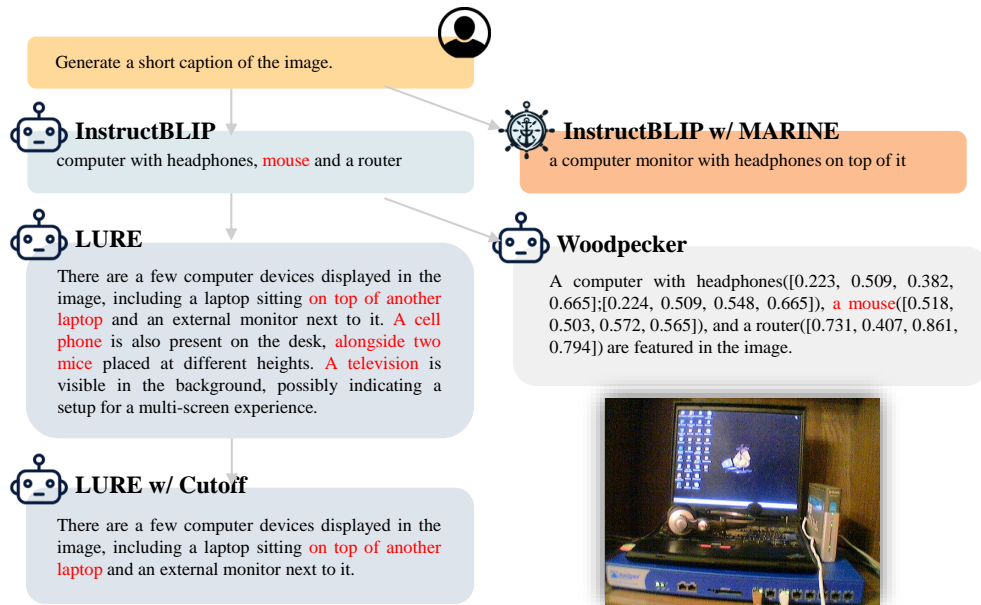 Generate a short caption of the image.
InstructBLIP
computer with headphones, mouse and a router
InstructBLIP w/ MARINE
a computer monitor with headphones on top of it
LURE
There are a few computer devices displayed in the
image, including a laptop sitting on top of another
laptop and an external monitor next to it. A cell
phone is also present on the desk, alongside two
mice placed at different heights. A television is
visible in the background, possibly indicating a
setup for a multi-screen experience.
Woodpecker
A computer with headphones([0.223, 0.509, 0.382,
0.665];[0.224, 0.509, 0.548, 0.665]), a mouse([0.518,
0.503, 0.572, 0.565]), and a router([0.731, 0.407, 0.861,
0.794]) are featured in the image.
LURE w/ Cutoff
There are a few computer devices displayed in the
image, including a laptop sitting on top of another
laptop and an external monitor next to it.